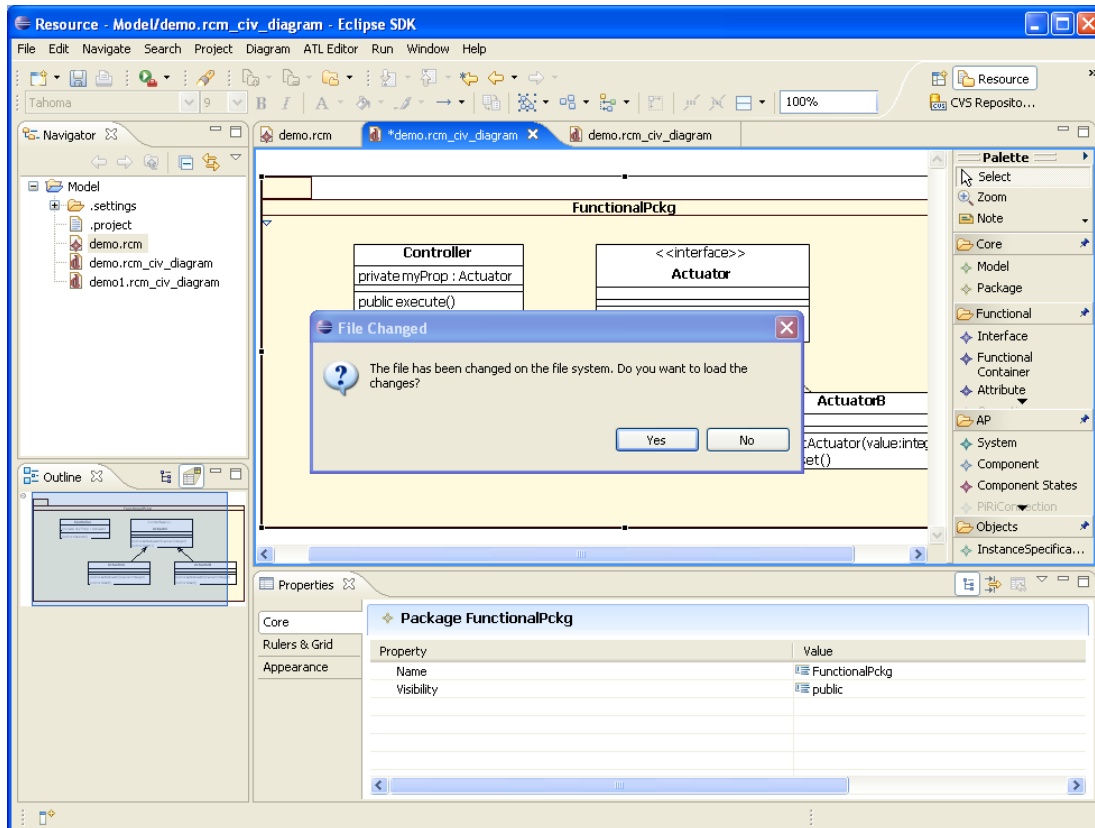 Resource - Model/demo.rcm_civ_diagram - Eclipse SDK
File Edit Navigate Search Project Diagram ATL Editor Run Window Help
Resource
»
Tahoma 9 B I A 100%
CVS Reposito...
Navigator
demo.rcm
*demo.rcm_civ_diagram
demo.rcm_civ_diagram
Model
.settings
.project
demo.rcm
demo.rcm_civ_diagram
demo1.rcm_civ_diagram
FunctionalPckg
Controller
private myProp : Actuator
public execute()
<<interface>>
Actuator
File Changed
The file has been changed on the file system. Do you want to load the
changes?
Yes No
ActuatorB
:Actuator(value:integ
set()
Palette
Select
Zoom
Note
Core
Model
Package
Functional
Interface
Functional
Container
Attribute
AP
System
Component
Component States
PiRiConnection
Objects
InstanceSpecifica...
Outline
Properties
Core
Rulers & Grid
Appearance
Package FunctionalPckg
Property Value
Name FunctionalPckg
Visibility public